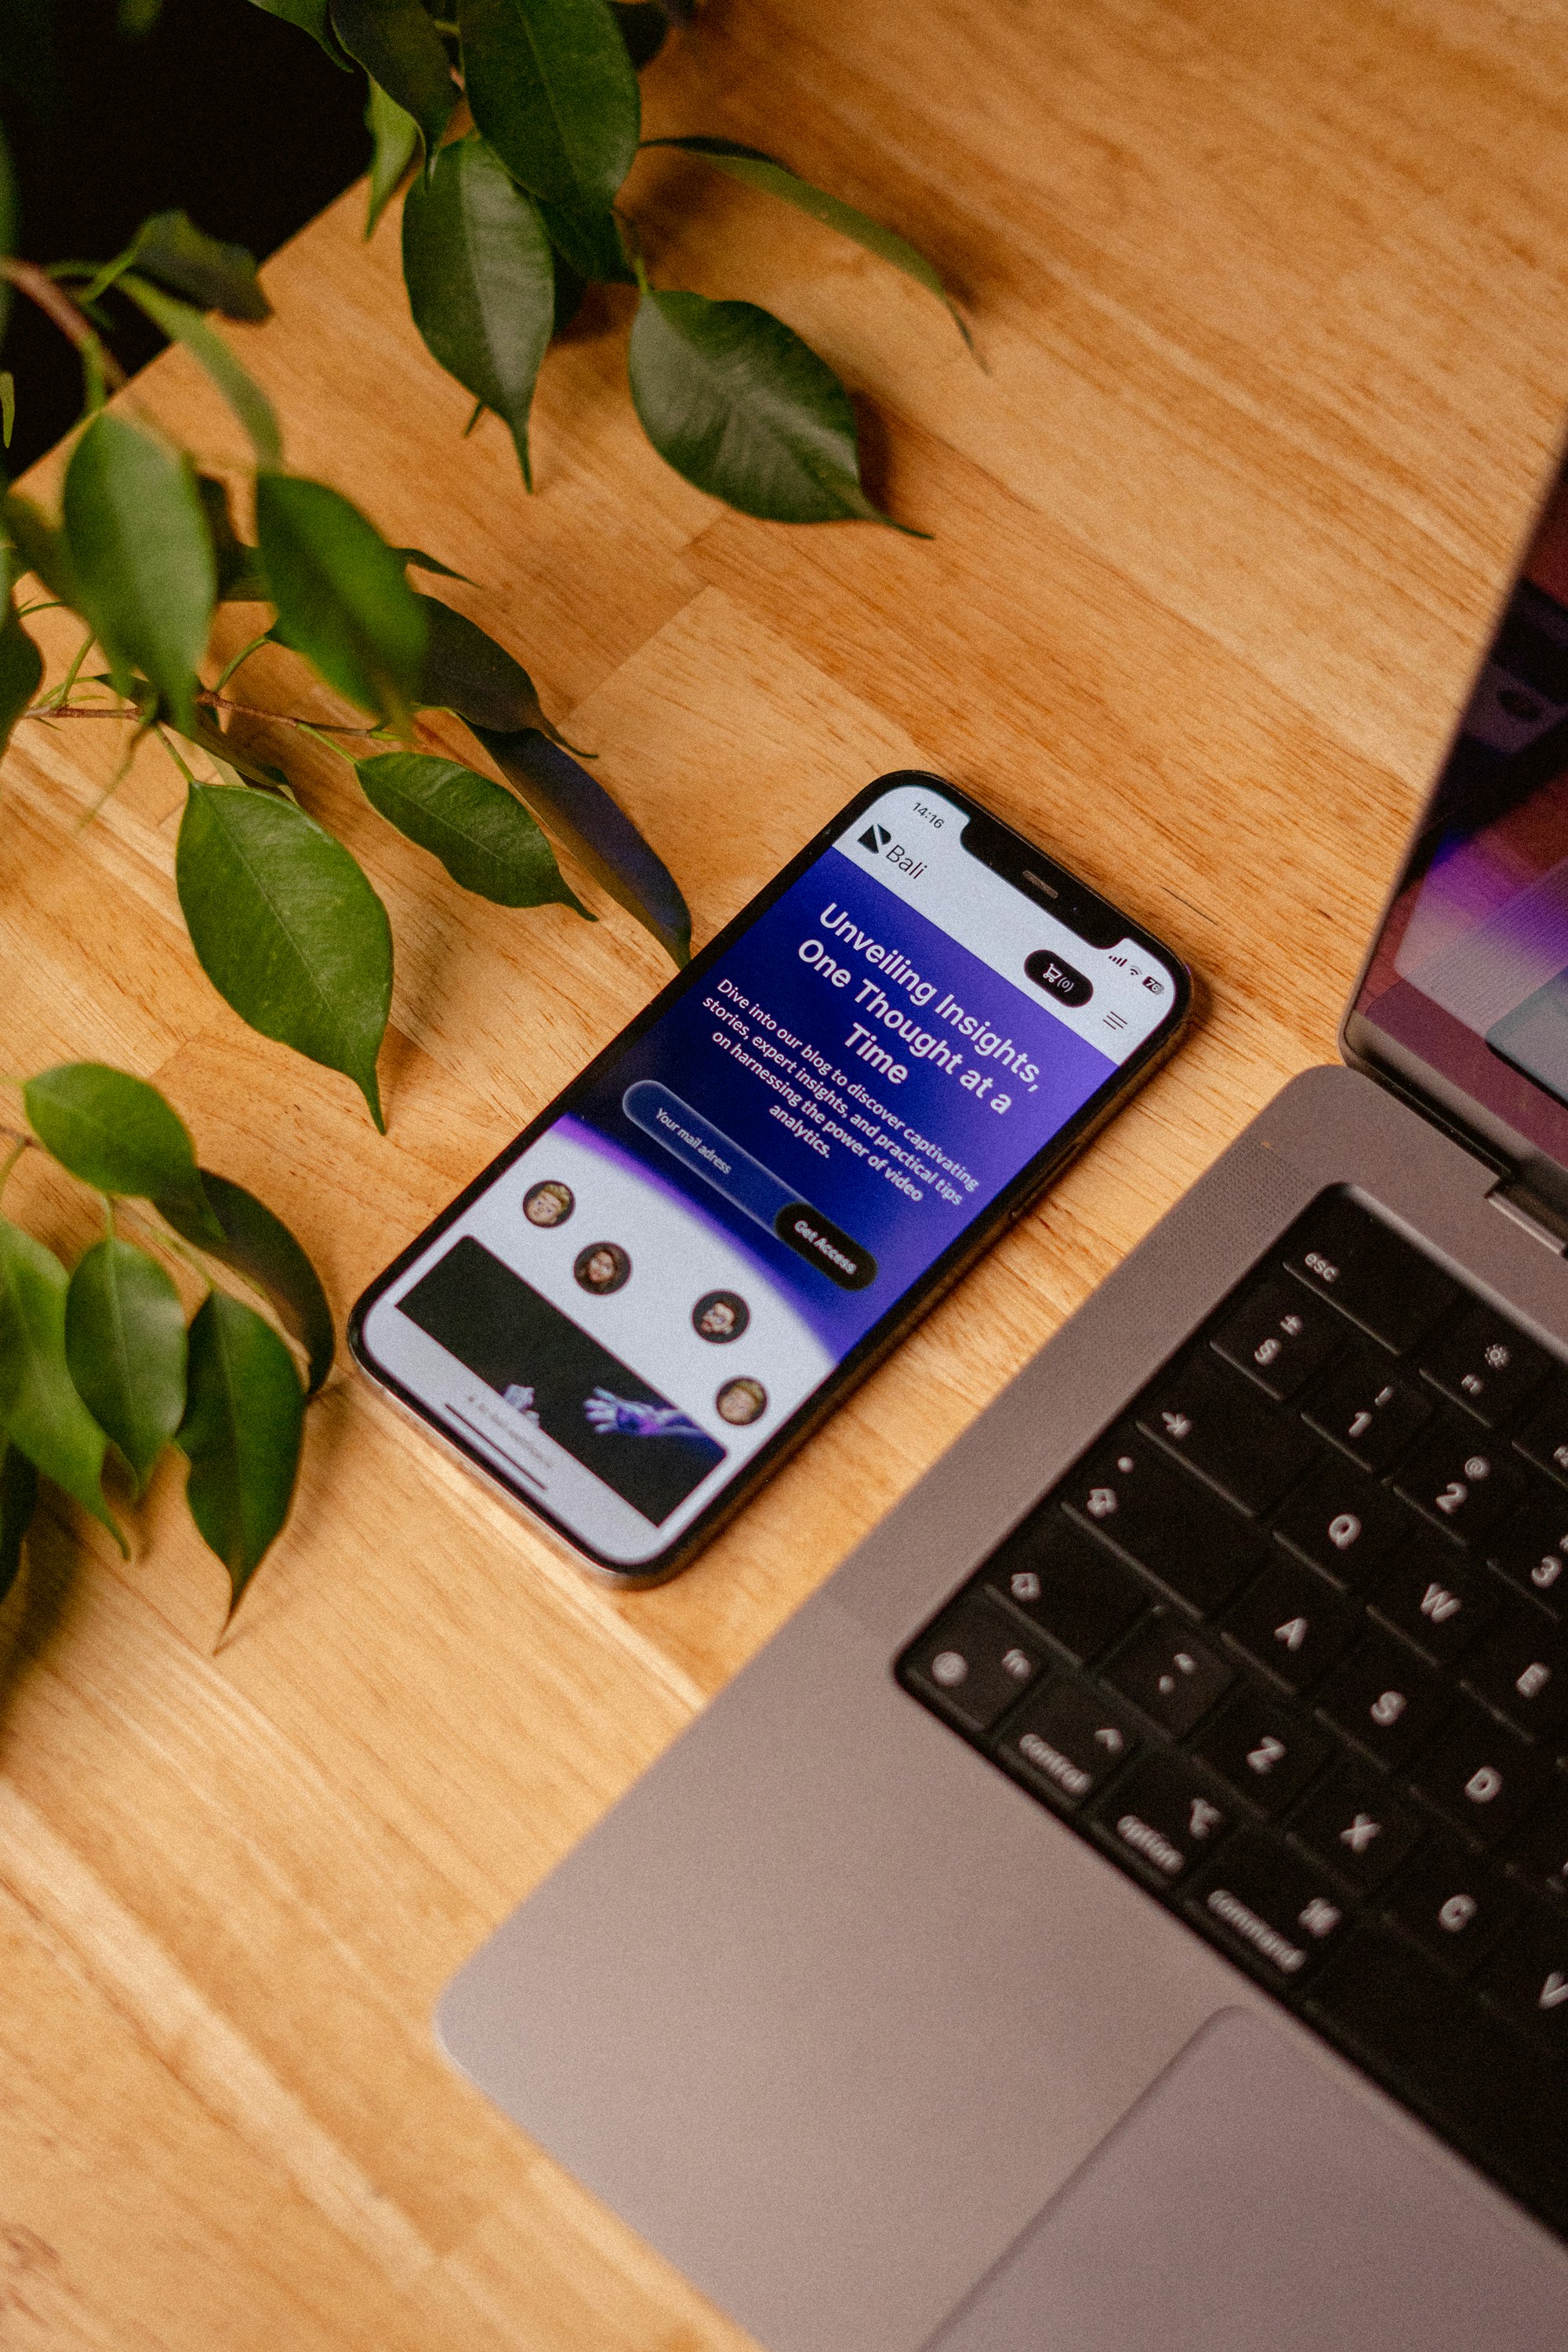 14:16
76
Bali
(0)
Unveiling Insights,
One Thought at a
Time
Dive into our blog to discover captivating
stories, expert insights, and practical tips
on harnessing the power of video
analytics.
Your mail adress
Get Access
esc
F1
±
§
!
1
@
2
3
Q
W
E
A
S
D
fn
~
Z
X
C
V
control
option
command